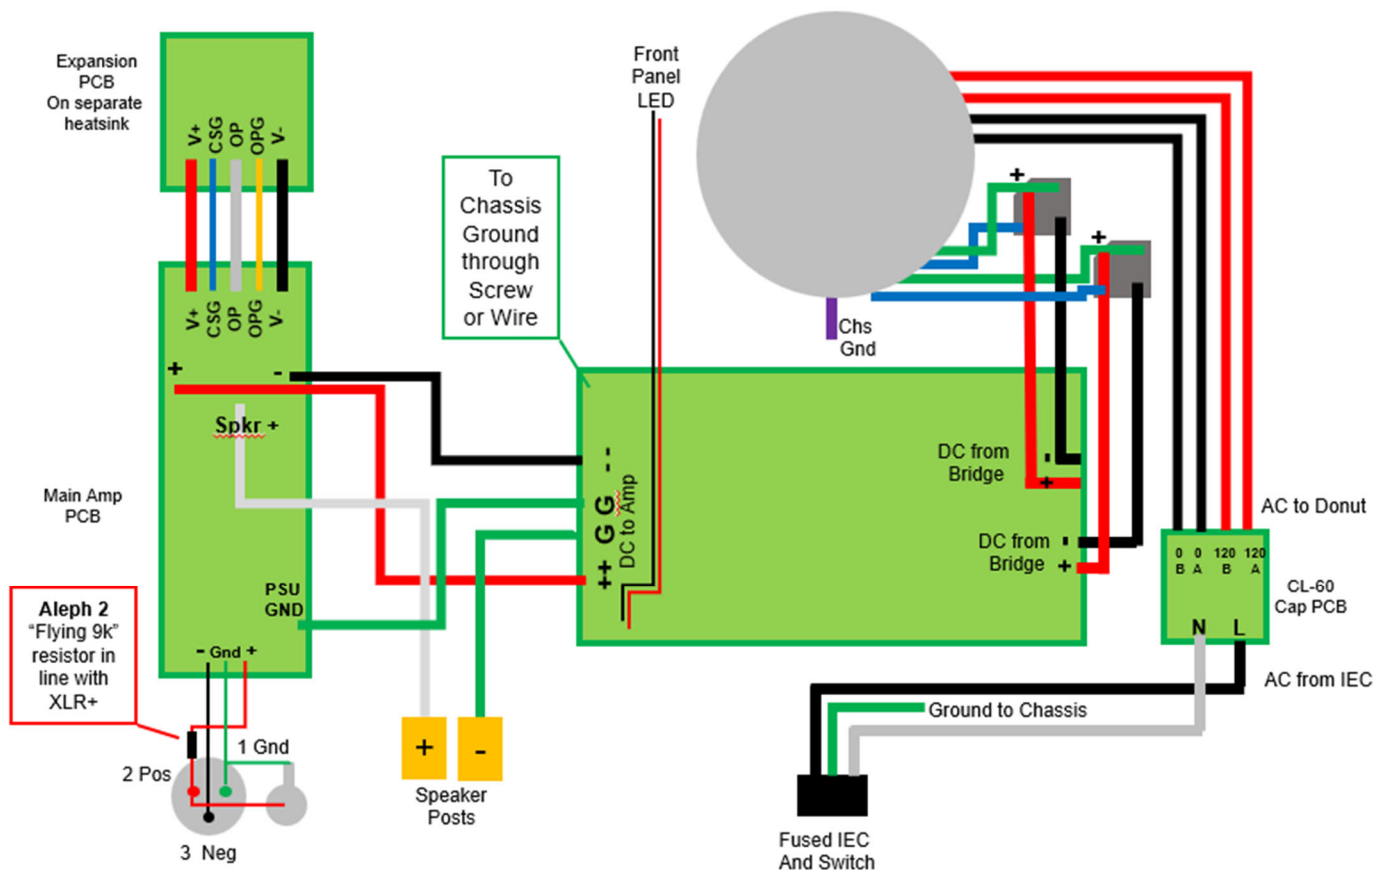 Expansion
PCB
On separate
heatsink
V+ CSG OP OPG V-
V+ CSG OP OPG V-
+ -
Spkr +
Main Amp
PCB
PSU
GND
- Gnd +
Aleph 2
“Flying 9k”
resistor in
line with
XLR+
1 Gnd
2 Pos
3 Neg
To
Chassis
Ground
through
Screw
or Wire
Front
Panel
LED
Chs
Gnd
+
+
- -
G G
++
DC to Amp
DC from
Bridge
-
+
DC from
Bridge
-
+
+ -
Speaker
Posts
AC to Donut
0 0 120 120
B A B A
CL-60
Cap PCB
N L
AC from IEC
Ground to Chassis
Fused IEC
And Switch